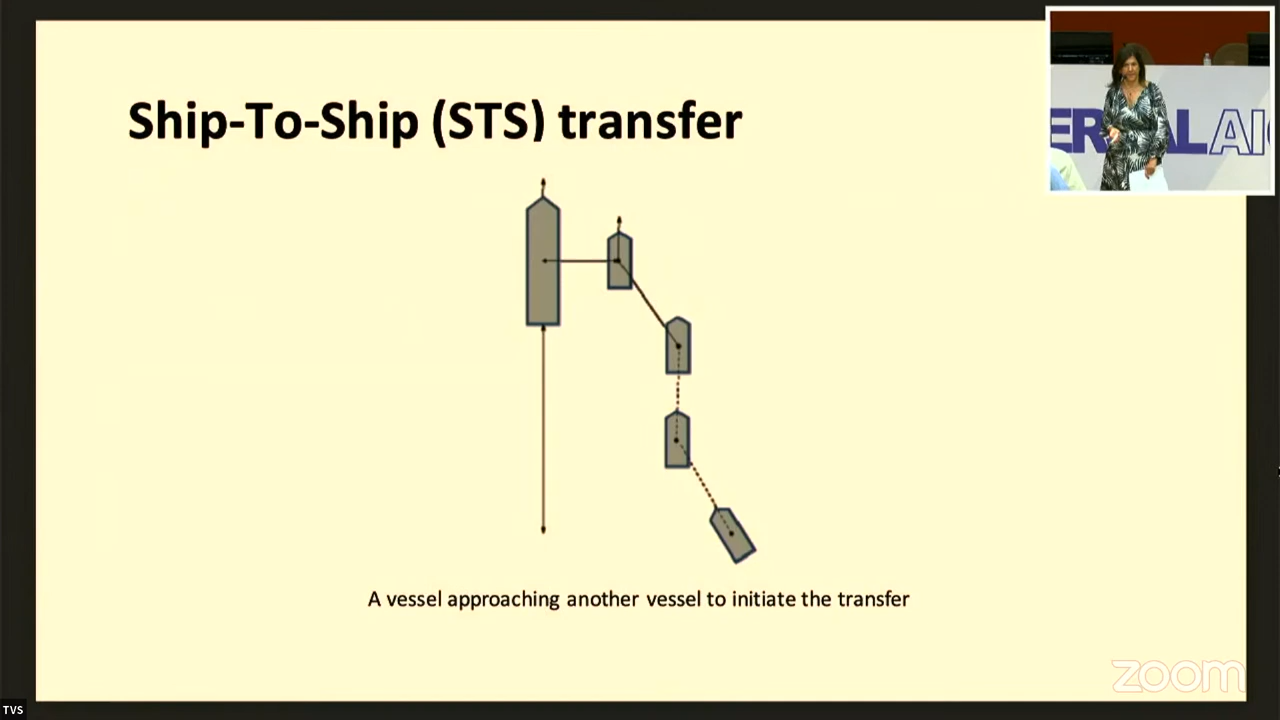 Ship-To-Ship (STS) transfer
ERAL AI
A vessel approaching another vessel to initiate the transfer
zoom
TVS